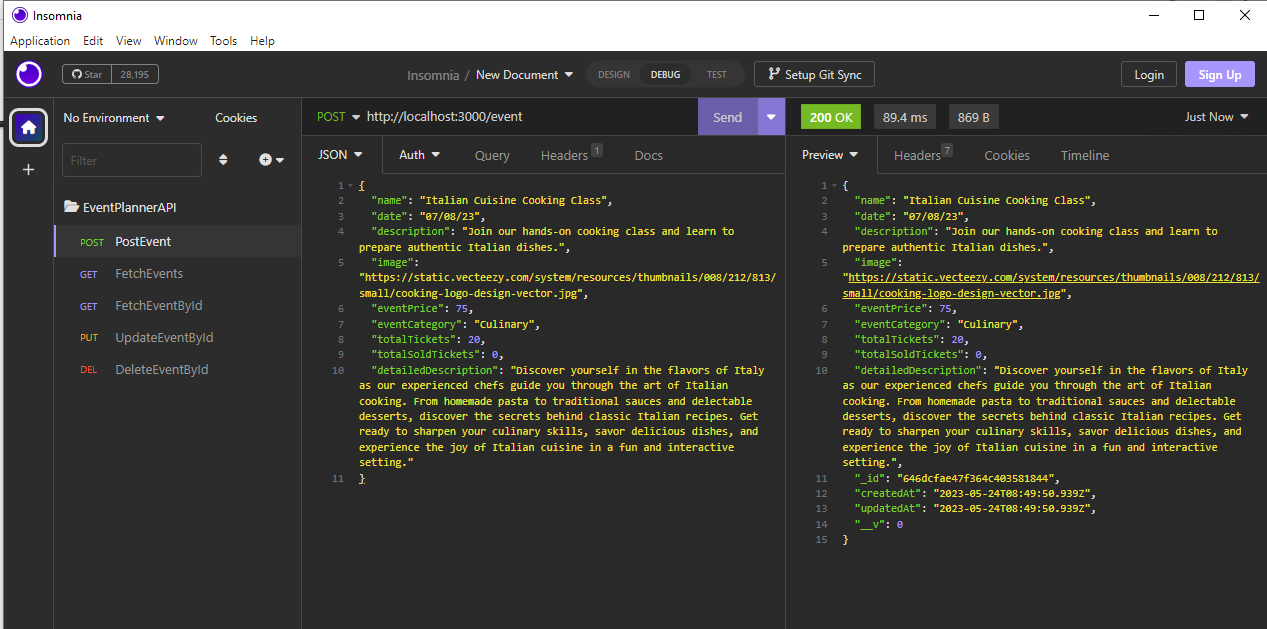 Insomnia
Application Edit View Window Tools Help
Star 28,195
Insomnia / New Document
DESIGN DEBUG TEST
Setup Git Sync
Login
Sign Up
No Environment
Cookies
Filter
EventPlannerAPI
POST PostEvent
GET FetchEvents
GET FetchEventById
PUT UpdateEventById
DEL DeleteEventById
POST http://localhost:3000/event
Send
JSON Auth Query Headers 1 Docs
1 {
2 "name": "Italian Cuisine Cooking Class",
3 "date": "07/08/23",
4 "description": "Join our hands-on cooking class and learn to
prepare authentic Italian dishes.",
5 "image":
"https://static.vecteezy.com/system/resources/thumbnails/008/212/813/
small/cooking-logo-design-vector.jpg",
6 "eventPrice": 75,
7 "eventCategory": "Culinary",
8 "totalTickets": 20,
9 "totalSoldTickets": 0,
10 "detailedDescription": "Discover yourself in the flavors of Italy
as our experienced chefs guide you through the art of Italian
cooking. From homemade pasta to traditional sauces and delectable
desserts, discover the secrets behind classic Italian recipes. Get
ready to sharpen your culinary skills, savor delicious dishes, and
experience the joy of Italian cuisine in a fun and interactive
setting."
11 }
200 OK
89.4 ms
869 B
Just Now
Preview Headers 7 Cookies Timeline
1 {
2 "name": "Italian Cuisine Cooking Class",
3 "date": "07/08/23",
4 "description": "Join our hands-on cooking class and learn to
prepare authentic Italian dishes.",
5 "image":
"https://static.vecteezy.com/system/resources/thumbnails/008/212/813/
small/cooking-logo-design-vector.jpg",
6 "eventPrice": 75,
7 "eventCategory": "Culinary",
8 "totalTickets": 20,
9 "totalSoldTickets": 0,
10 "detailedDescription": "Discover yourself in the flavors of Italy
as our experienced chefs guide you through the art of Italian
cooking. From homemade pasta to traditional sauces and delectable
desserts, discover the secrets behind classic Italian recipes. Get
ready to sharpen your culinary skills, savor delicious dishes, and
experience the joy of Italian cuisine in a fun and interactive
setting.",
11 "_id": "646dcfae47f364c403581844",
12 "createdAt": "2023-05-24T08:49:50.939Z",
13 "updatedAt": "2023-05-24T08:49:50.939Z",
14 "__v": 0
15 }